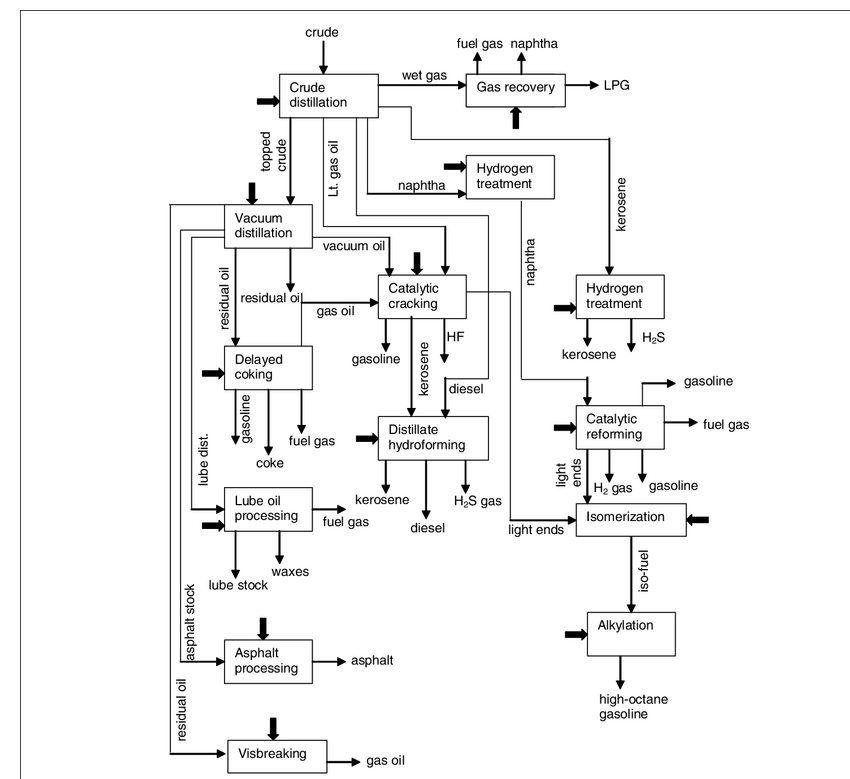 crude
fuel gas
naphtha
wet gas
Crude
distillation
Gas recovery
LPG
topped
crude
Lt. gas oil
naphtha
Hydrogen
treatment
kerosene
Vacuum
distillation
vacuum oil
naphtha
residual oil
residual oil
gas oil
Catalytic
cracking
Hydrogen
treatment
gasoline
kerosene
HF
kerosene
H₂S
Delayed
coking
diesel
gasoline
gasoline
coke
fuel gas
Distillate
hydroforming
Catalytic
reforming
fuel gas
lube dist.
kerosene
diesel
H₂S gas
light
ends
H₂ gas
gasoline
Lube oil
processing
fuel gas
light ends
Isomerization
lube stock
waxes
iso-fuel
asphalt stock
Alkylation
Asphalt
processing
asphalt
high-octane
gasoline
residual oil
Visbreaking
gas oil